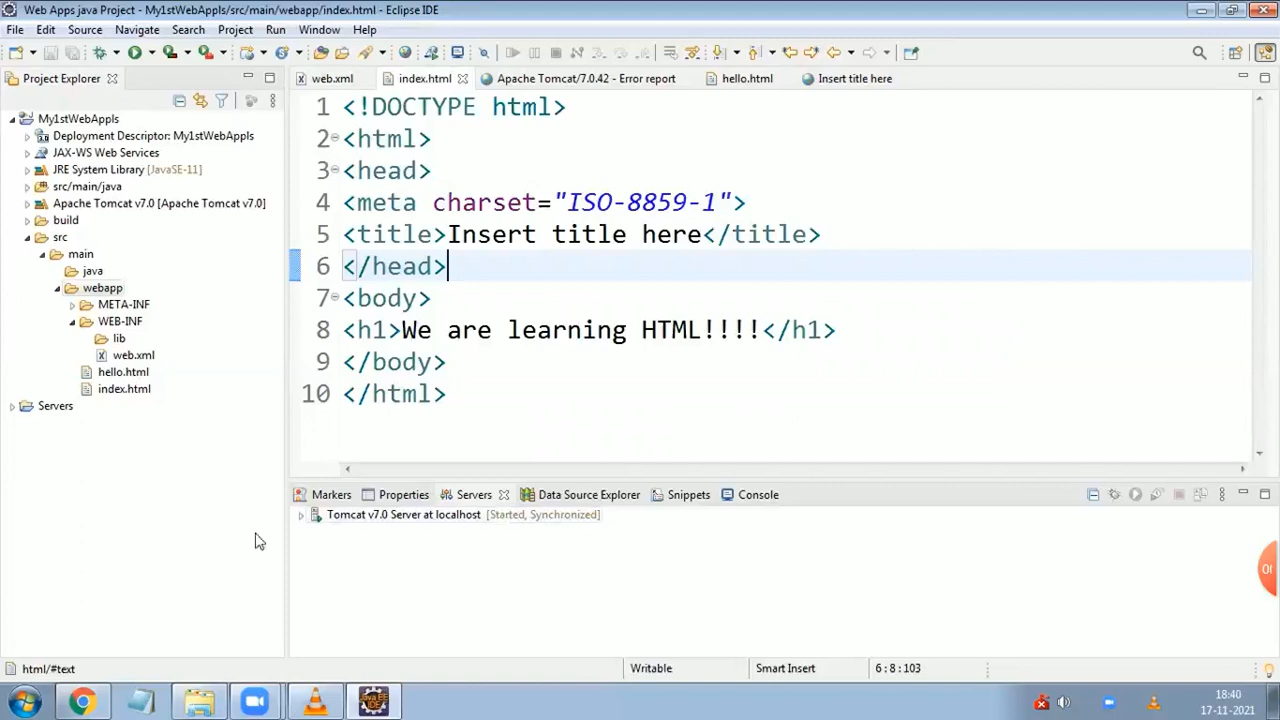 Web Apps java Project - My1stWebAppls/src/main/webapp/index.html - Eclipse IDE
File Edit Source Refactor Navigate Search Project Run Window Help
Project Explorer
web.xml index.html Apache Tomcat/7.0.42 - Error report hello.html Insert title here
My1stWebAppls
Deployment Descriptor: My1stWebAppls
JAX-WS Web Services
JRE System Library [JavaSE-11]
src/main/java
Apache Tomcat v7.0 [Apache Tomcat v7.0]
build
src
main
java
webapp
META-INF
WEB-INF
lib
web.xml
hello.html
index.html
Servers
1 <!DOCTYPE html>
2 <html>
3 <head>
4 <meta charset="ISO-8859-1">
5 <title>Insert title here</title>
6 </head>
7 <body>
8 <h1>We are learning HTML!!!!</h1>
9 </body>
10 </html>
Markers Properties Servers Data Source Explorer Snippets Console
Tomcat v7.0 Server at localhost [Started, Synchronized]
html/#text
Writable
Smart Insert
6 : 8 : 103
18:40
17-11-2021